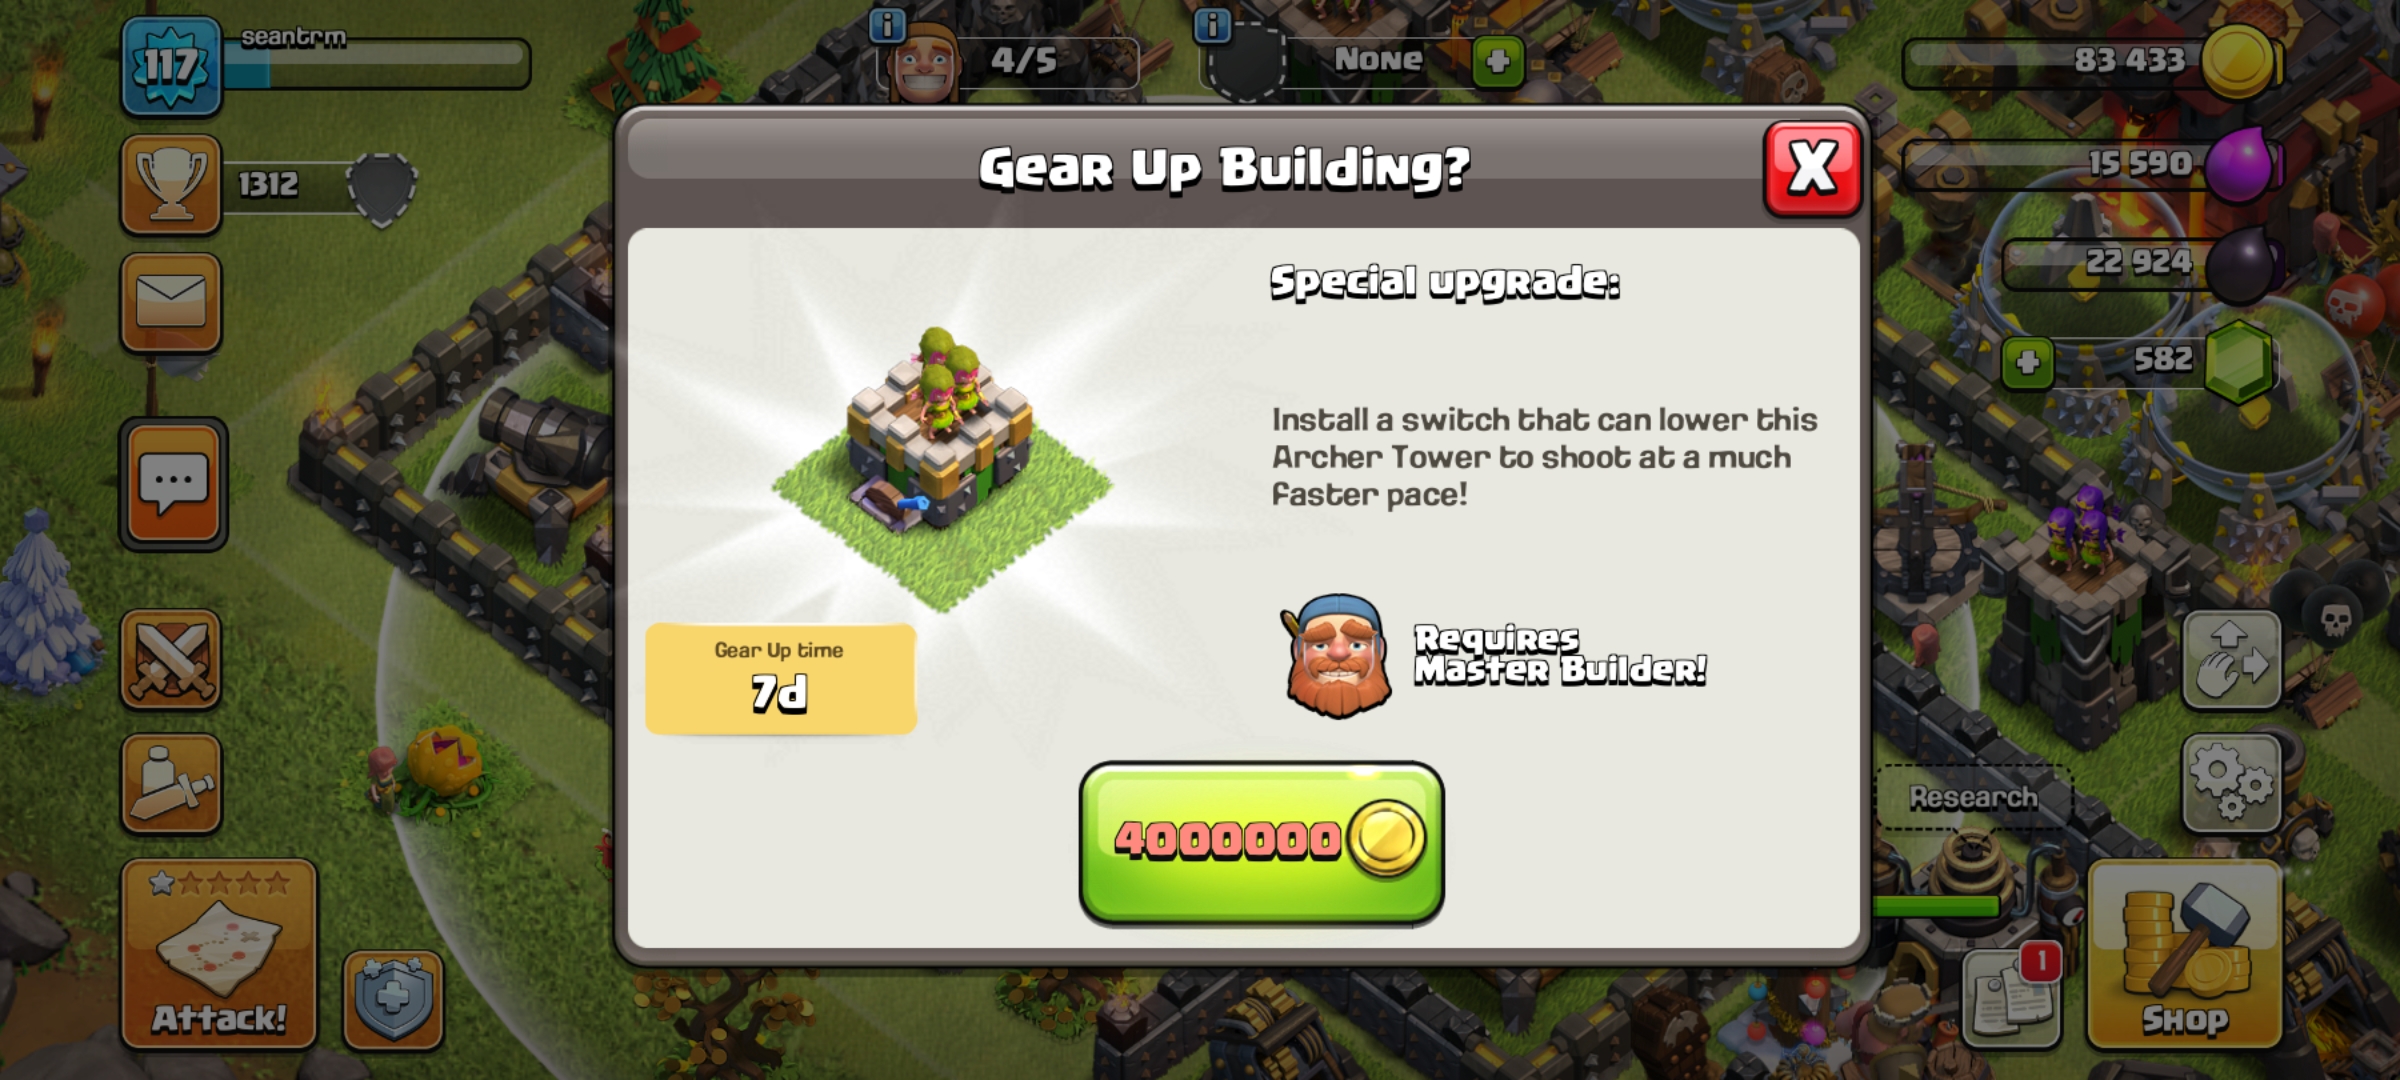 117
seantrm
4/5
None
83 433
Gear Up Building?
X
1312
15 590
Special upgrade:
22 924
582
Install a switch that can lower this
Archer Tower to shoot at a much
faster pace!
Gear Up time
7d
Requires
Master Builder!
Research
4000000
1
Attack!
Shop